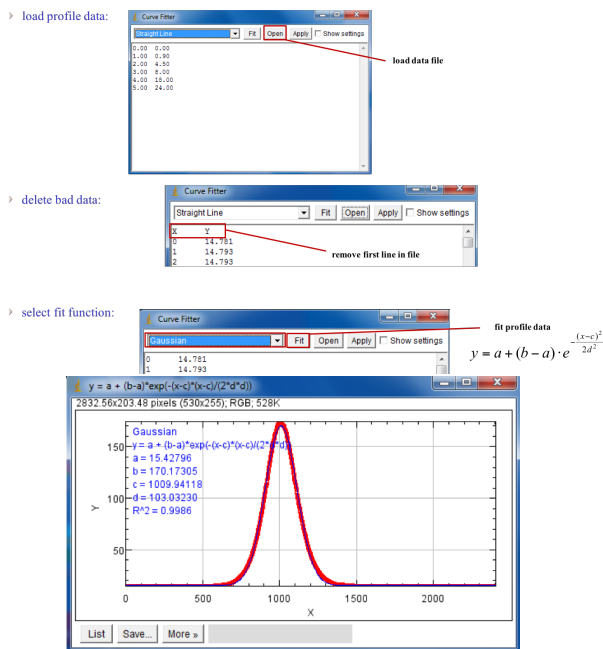 › load profile data:
Curve Fitter
Straight Line Fit Open Apply Show settings
0.00 0.00
1.00 0.90
2.00 4.50
3.00 8.00
4.00 18.00
5.00 24.00
load data file
› delete bad data:
Curve Fitter
Straight Line Fit Open Apply Show settings
X Y
0 14.781
1 14.793
2 14.793
remove first line in file
› select fit function:
Curve Fitter
Gaussian Fit Open Apply Show settings
0 14.781
1 14.793
fit profile data
y = a + (b − a) · e^{−(x−c)²/2d²}
y = a + (b-a)*exp(-(x-c)*(x-c)/(2*d*d))
2832.56x203.48 pixels (530x255); RGB; 528K
Gaussian
y = a + (b-a)*exp(-(x-c)*(x-c)/(2*d*d))
a = 15.42796
b = 170.17305
c = 1009.94118
d = 103.03230
R^2 = 0.9986
150
100
50
Y
0 500 1000 1500 2000
X
List Save... More »